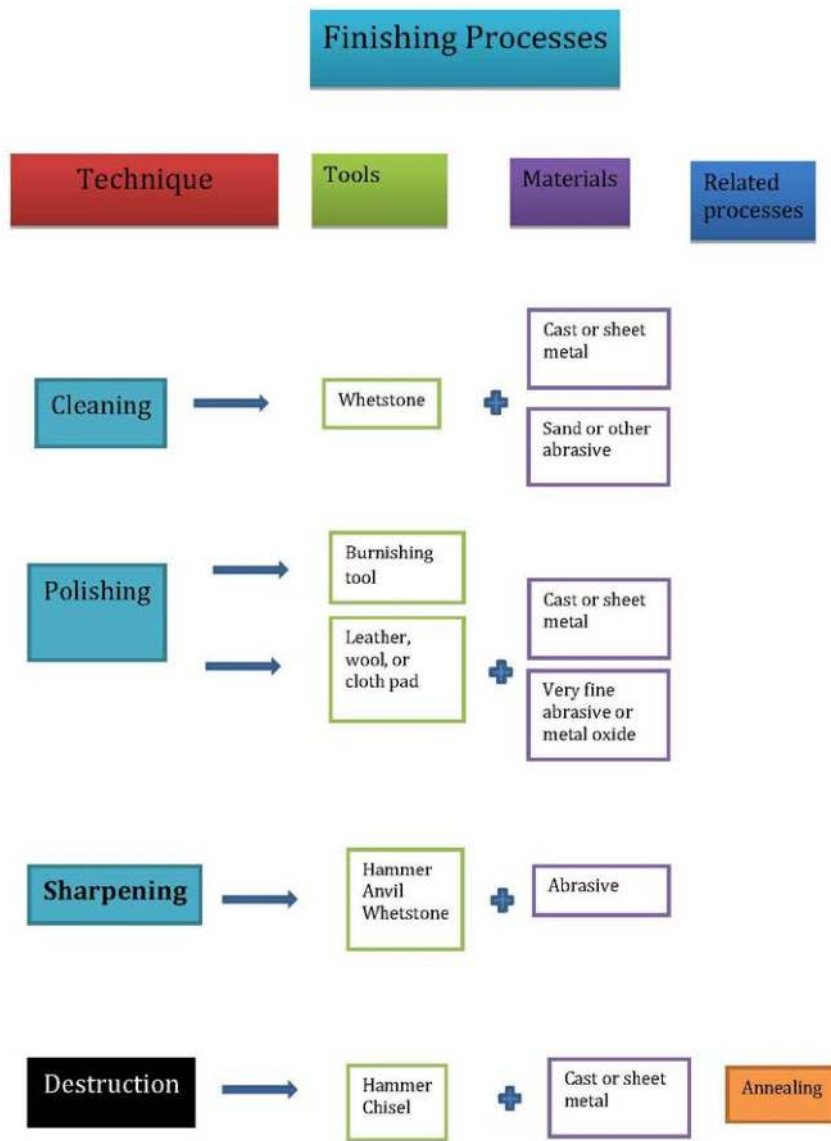 Finishing Processes
Technique
Tools
Materials
Related
processes
Cleaning
Whetstone
Cast or sheet
metal
Sand or other
abrasive
Polishing
Burnishing
tool
Leather,
wool, or
cloth pad
Cast or sheet
metal
Very fine
abrasive or
metal oxide
Sharpening
Hammer
Anvil
Whetstone
Abrasive
Destruction
Hammer
Chisel
Cast or sheet
metal
Annealing